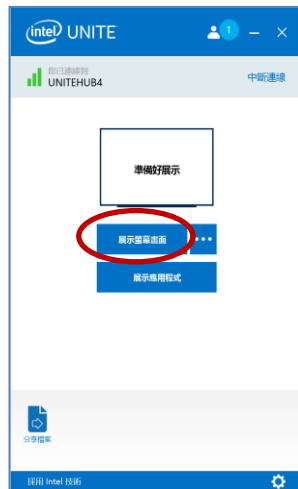 intel UNITE
1
您已連線到
UNITEHUB4
中斷連線
準備好展示
展示螢幕畫面
展示應用程式
分享檔案
採用 Intel 技術